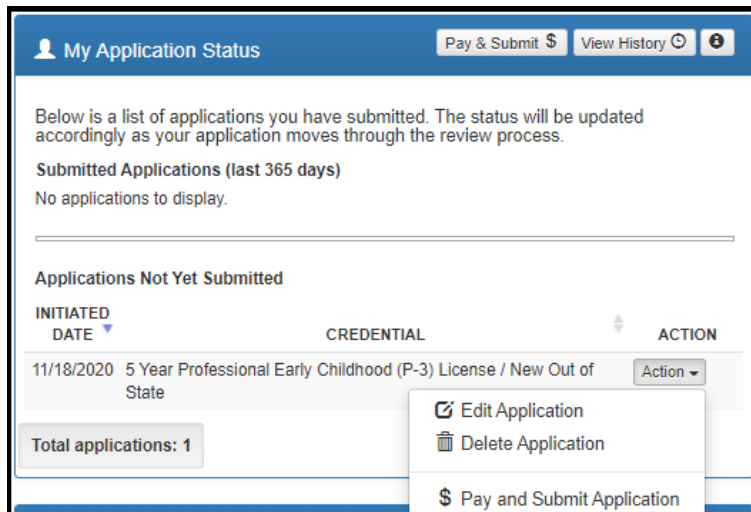 My Application Status
Pay & Submit $
View History
Below is a list of applications you have submitted. The status will be updated
accordingly as your application moves through the review process.
Submitted Applications (last 365 days)
No applications to display.
Applications Not Yet Submitted
INITIATED
DATE CREDENTIAL ACTION
11/18/2020 5 Year Professional Early Childhood (P-3) License / New Out of Action
State
Edit Application
Delete Application
Total applications: 1
$ Pay and Submit Application